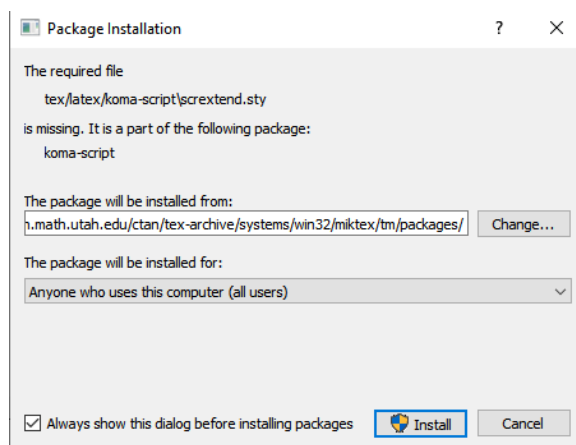 Package Installation
?
The required file
tex/latex/koma-script\scrextend.sty
is missing. It is a part of the following package:
koma-script
The package will be installed from:
.math.utah.edu/ctan/tex-archive/systems/win32/miktex/tm/packages/ Change...
The package will be installed for:
Anyone who uses this computer (all users)
Always show this dialog before installing packages Install Cancel